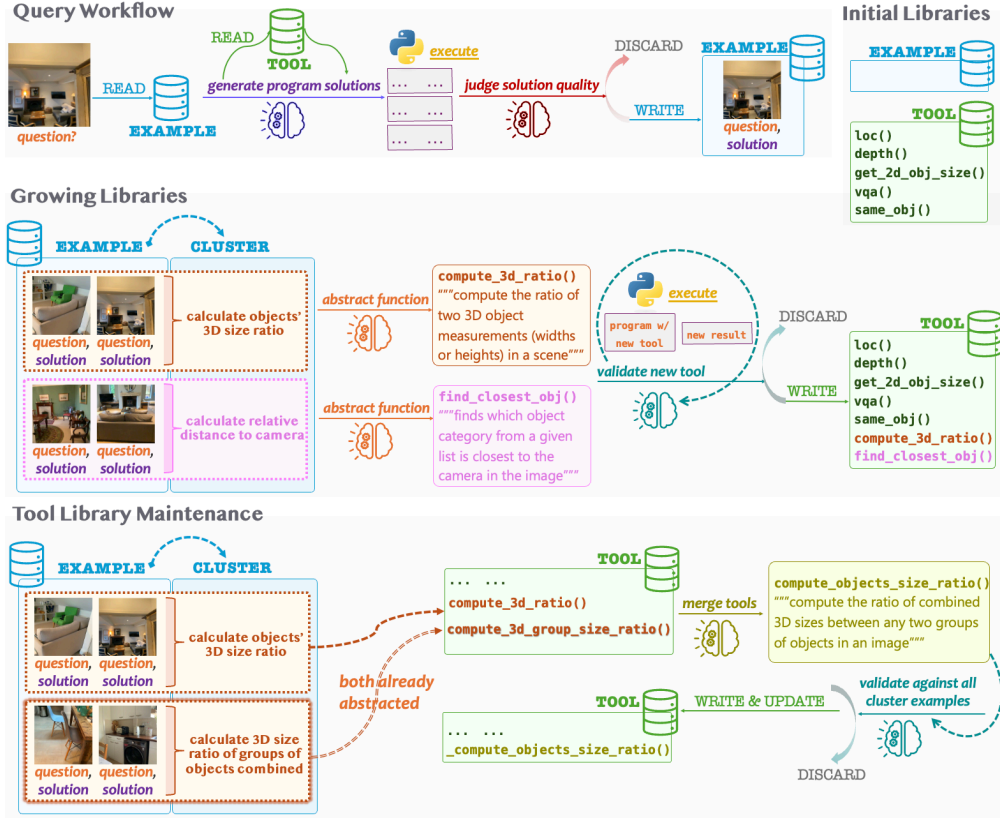 Query Workflow
question?
READ
EXAMPLE
READ
TOOL
generate program solutions
execute
... ...
... ...
... ...
judge solution quality
DISCARD
WRITE
EXAMPLE
question,
solution
Initial Libraries
EXAMPLE
TOOL
loc()
depth()
get_2d_obj_size()
vqa()
same_obj()
Growing Libraries
EXAMPLE
CLUSTER
question,
solution
question,
solution
calculate objects’
3D size ratio
question,
solution
question,
solution
calculate relative
distance to camera
abstract function
compute_3d_ratio()
"""compute the ratio of
two 3D object
measurements (widths
or heights) in a scene"""
abstract function
find_closest_obj()
"""finds which object
category from a given
list is closest to the
camera in the image"""
execute
program w/
new tool
new result
validate new tool
DISCARD
WRITE
TOOL
loc()
depth()
get_2d_obj_size()
vqa()
same_obj()
compute_3d_ratio()
find_closest_obj()
Tool Library Maintenance
EXAMPLE
CLUSTER
question,
solution
question,
solution
calculate objects’
3D size ratio
question,
solution
question,
solution
calculate 3D size
ratio of groups of
objects combined
both already
abstracted
TOOL
... ...
compute_3d_ratio()
compute_3d_group_size_ratio()
merge tools
compute_objects_size_ratio()
"""compute the ratio of combined
3D sizes between any two groups
of objects in an image"""
validate against all
cluster examples
WRITE & UPDATE
DISCARD
TOOL
... ...
_compute_objects_size_ratio()